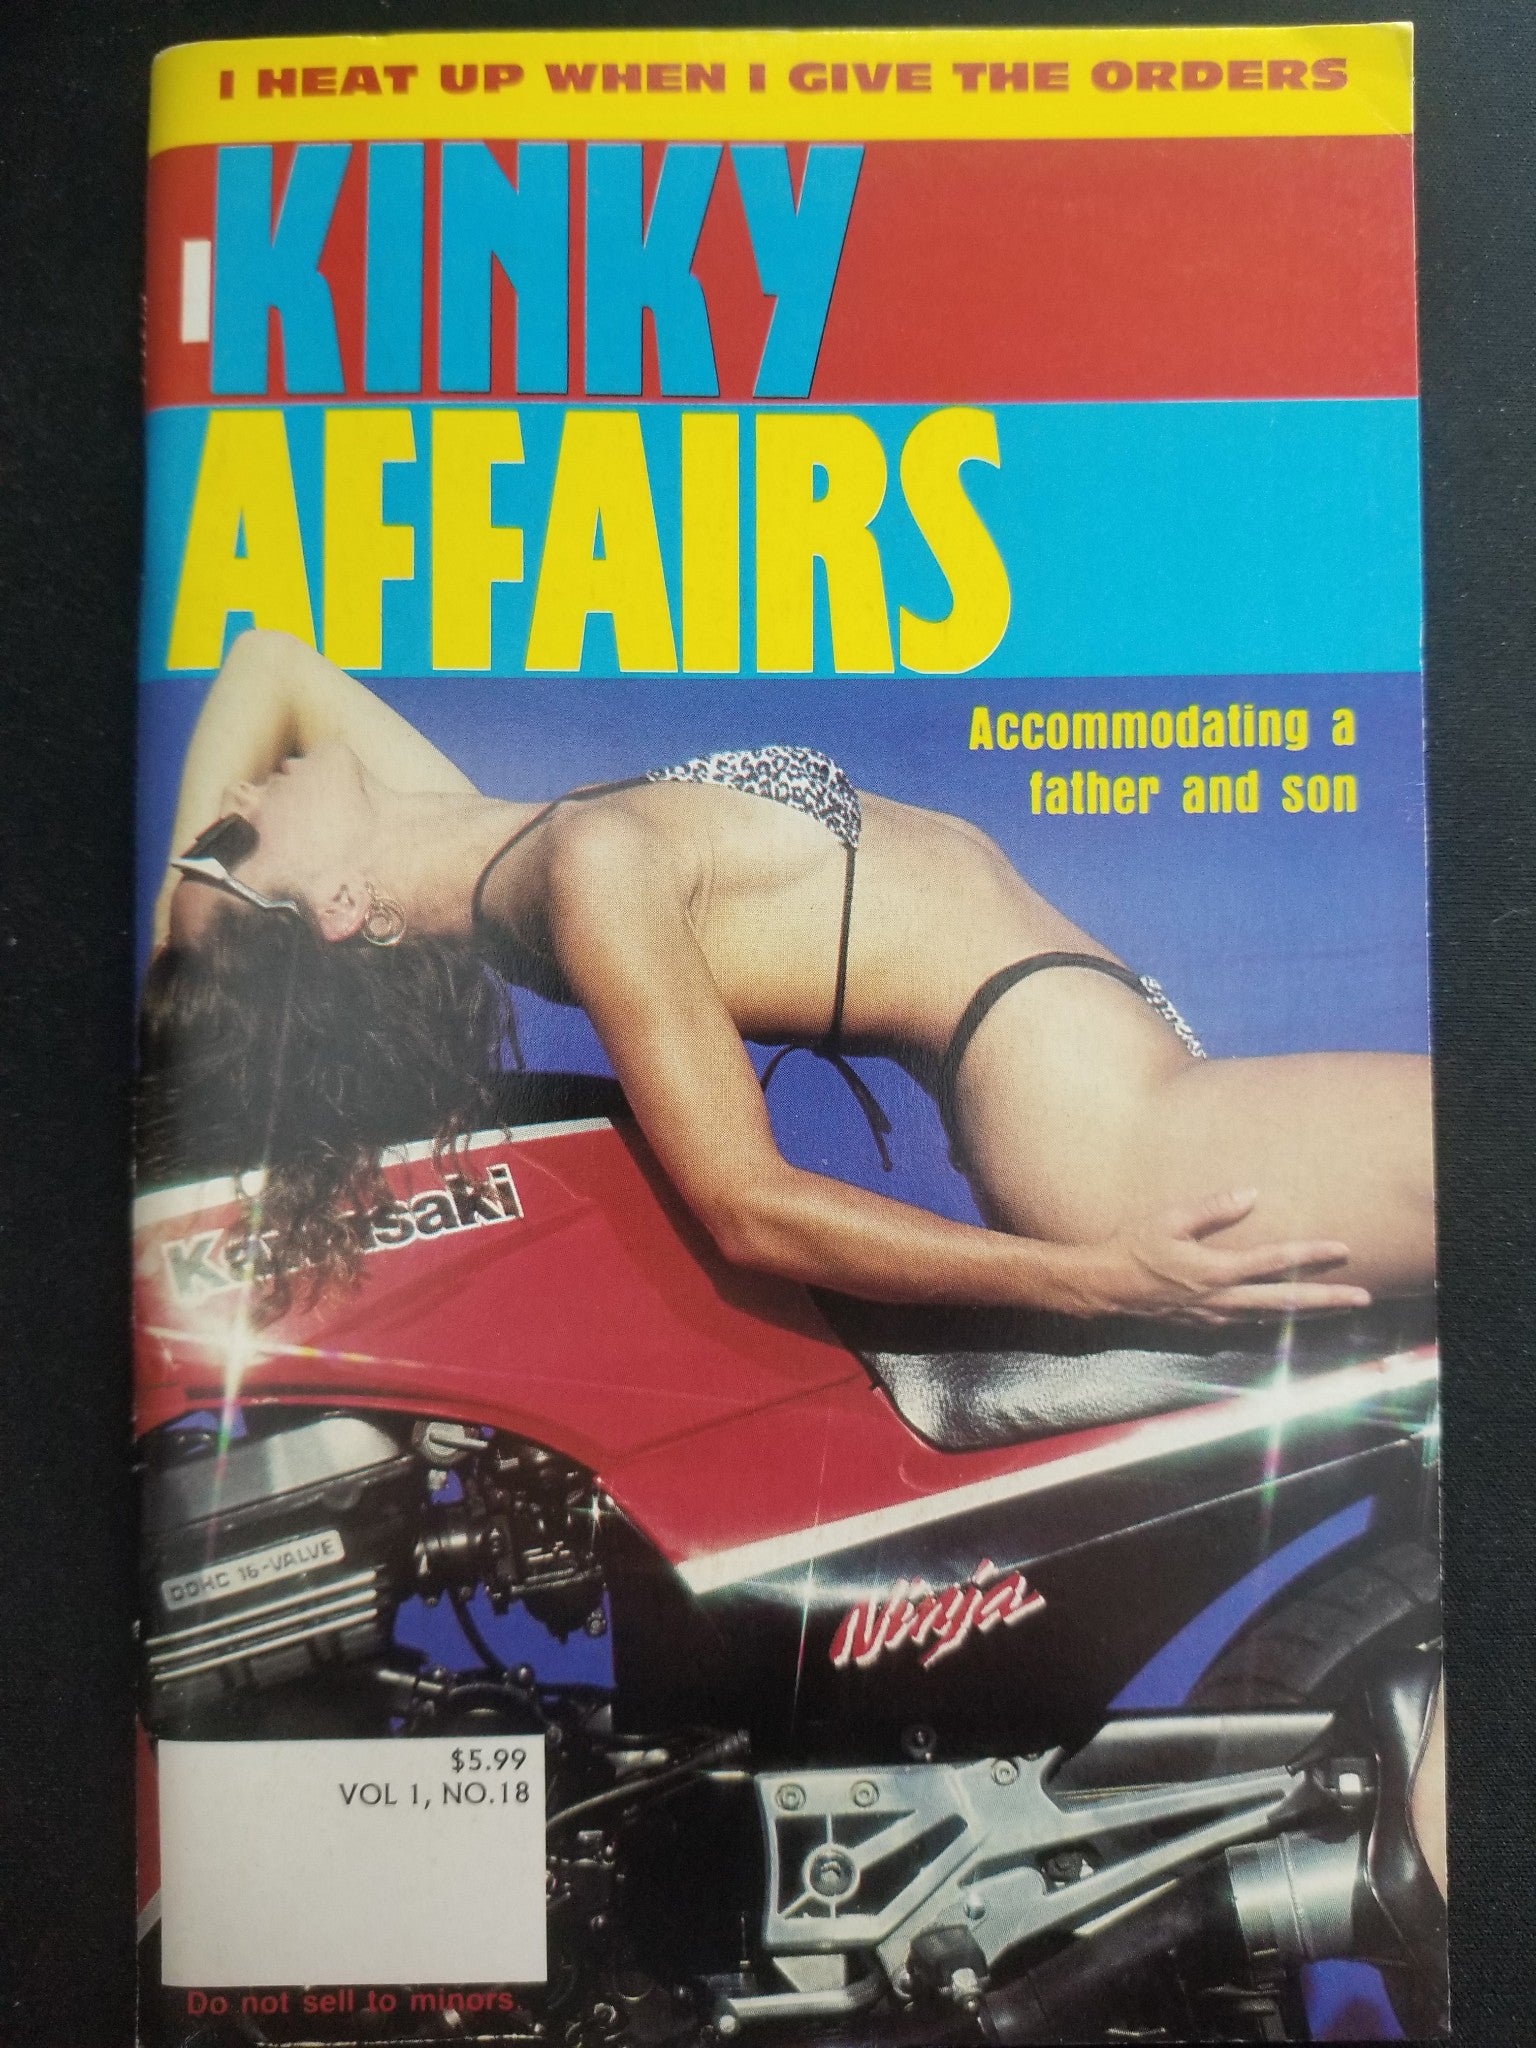 I HEAT UP WHEN I GIVE THE ORDERS
KINKY
AFFAIRS
Accommodating a
father and son
Kawasaki
DOHC 16-VALVE
Ninja
$5.99
VOL 1, NO.18
Do not sell to minors.